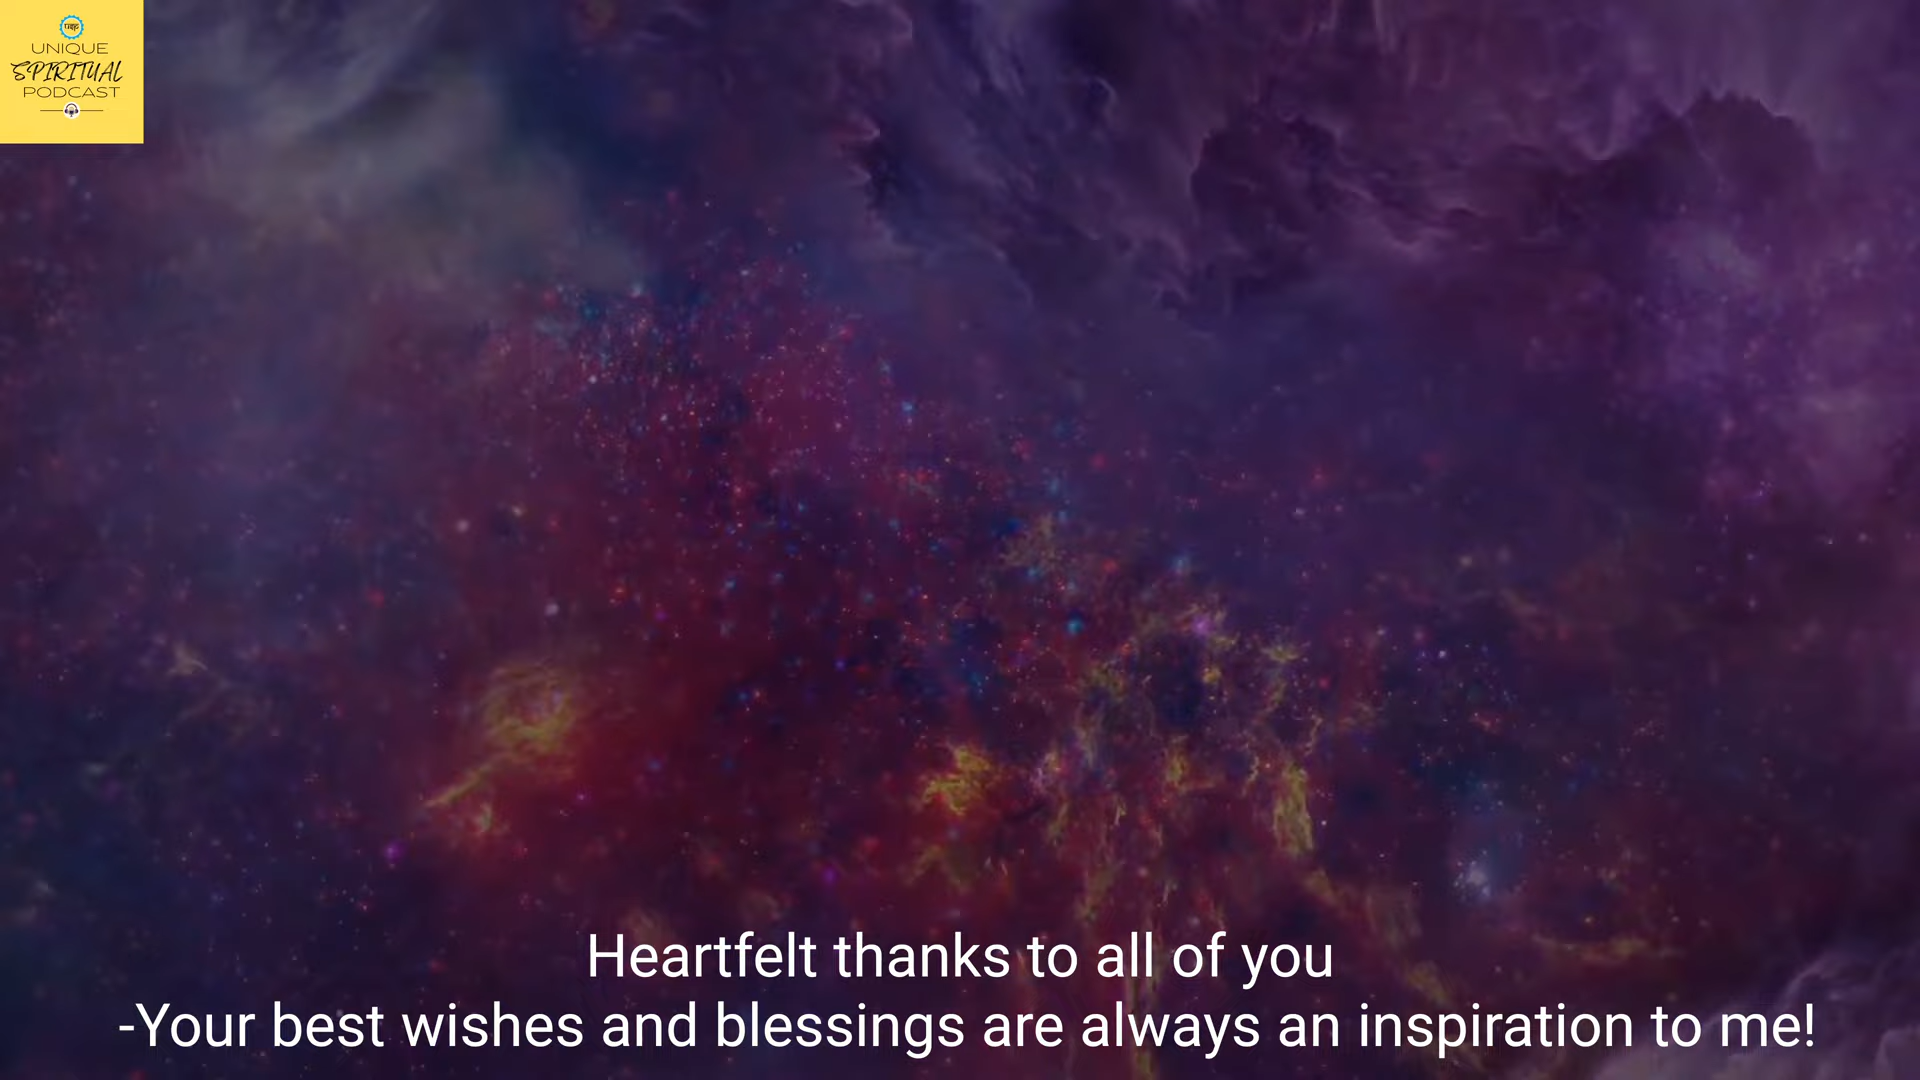 UNIQUE
SPIRITUAL
PODCAST
Heartfelt thanks to all of you
-Your best wishes and blessings are always an inspiration to me!